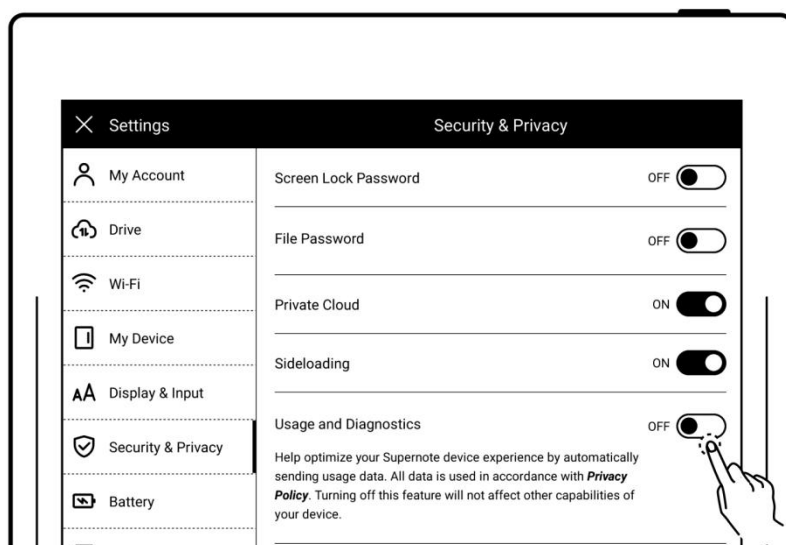 Settings
Security & Privacy
My Account
Drive
Wi-Fi
My Device
Display & Input
Security & Privacy
Battery
Screen Lock Password OFF
File Password OFF
Private Cloud ON
Sideloading ON
Usage and Diagnostics OFF
Help optimize your Supernote device experience by automatically
sending usage data. All data is used in accordance with Privacy
Policy. Turning off this feature will not affect other capabilities of
your device.